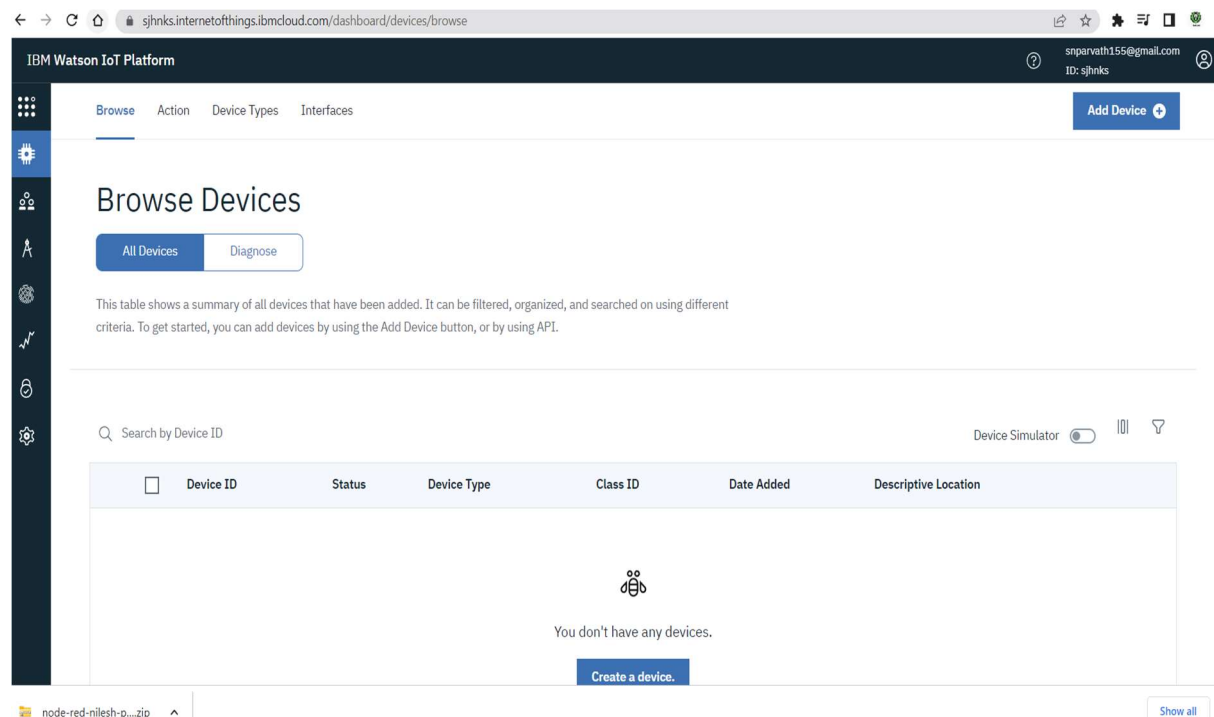 sjhnks.internetofthings.ibmcloud.com/dashboard/devices/browse
IBM Watson IoT Platform
snparvath155@gmail.com
ID: sjhnks
Browse Action Device Types Interfaces
Add Device
Browse Devices
All Devices Diagnose
This table shows a summary of all devices that have been added. It can be filtered, organized, and searched on using different
criteria. To get started, you can add devices by using the Add Device button, or by using API.
Search by Device ID
Device Simulator
Device ID Status Device Type Class ID Date Added Descriptive Location
You don't have any devices.
Create a device.
node-red-nilesh-p....zip
Show all